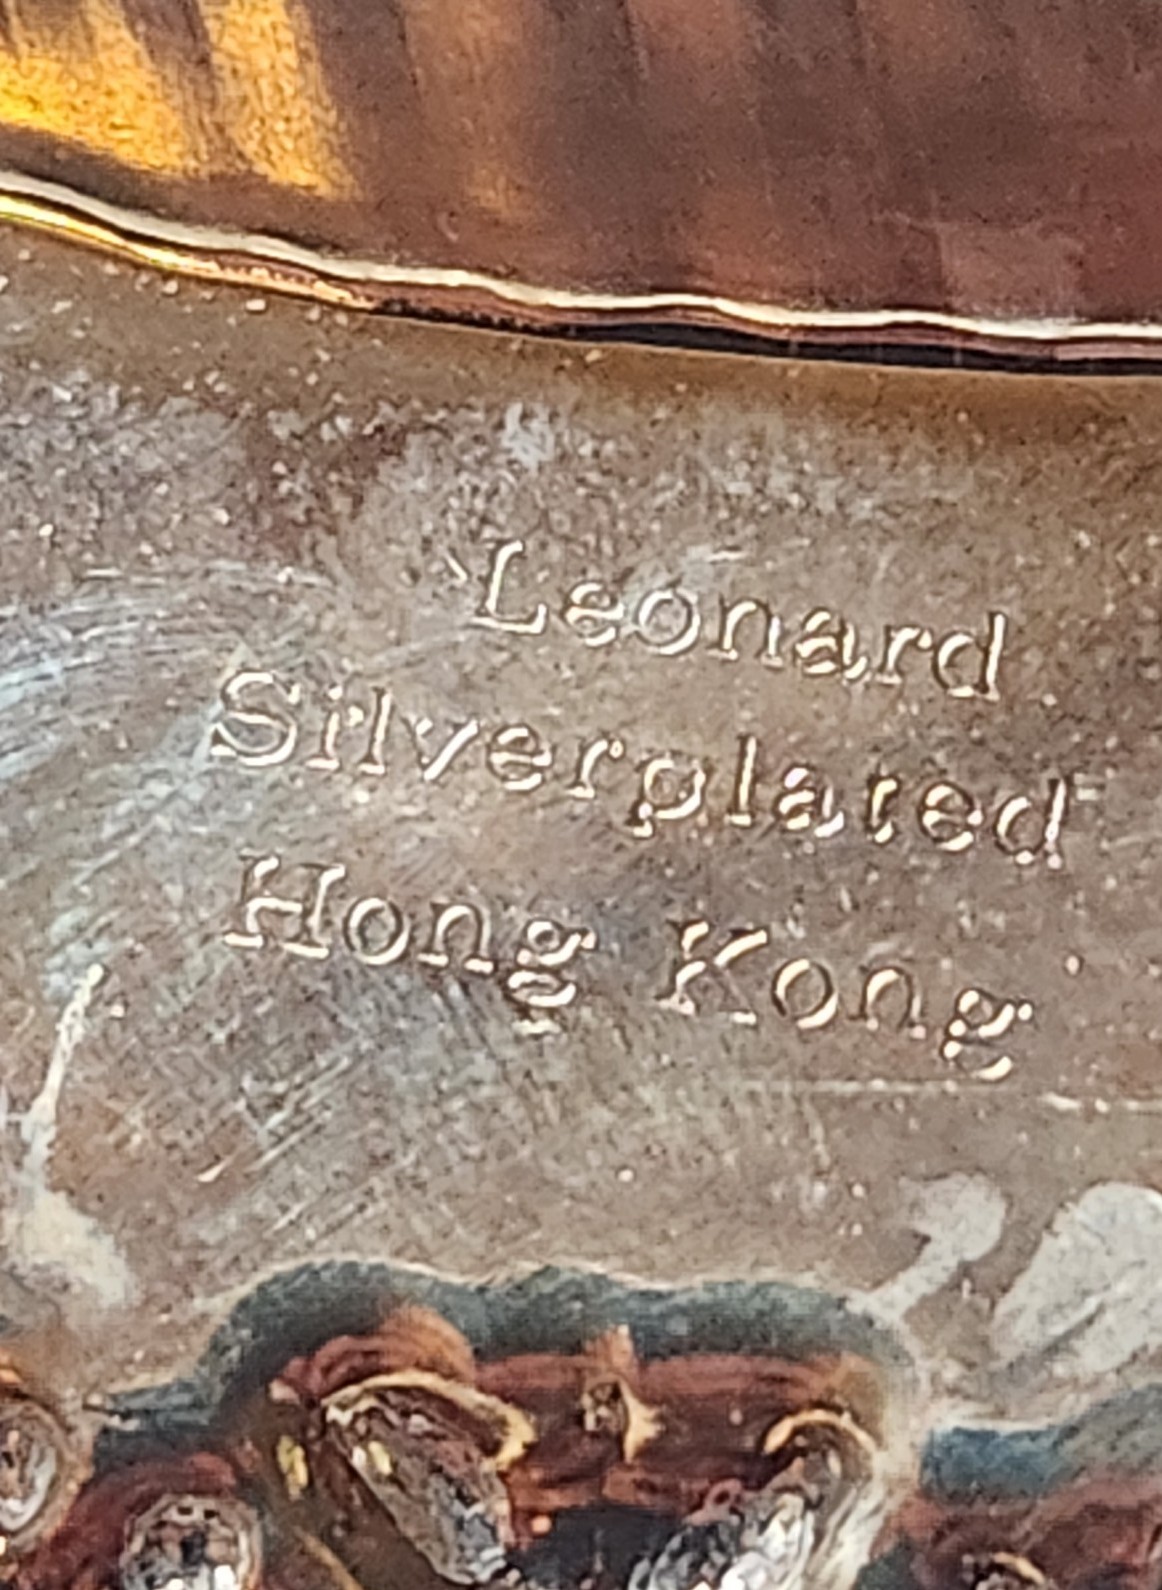 Leonard
Silverplated
Hong Kong